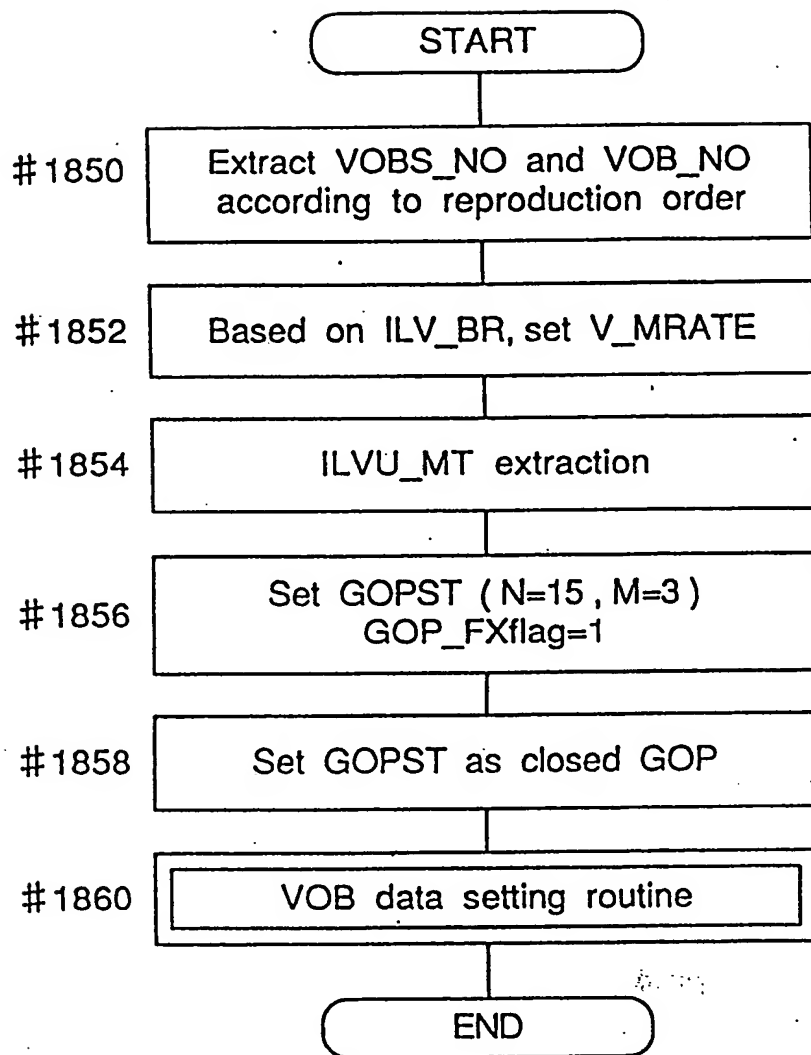 START
#1850
Extract VOBS_NO and VOB_NO
according to reproduction order
#1852
Based on ILV_BR, set V_MRATE
#1854
ILVU_MT extraction
#1856
Set GOPST (N=15, M=3)
GOP_FXflag=1
#1858
Set GOPST as closed GOP
#1860
VOB data setting routine
END